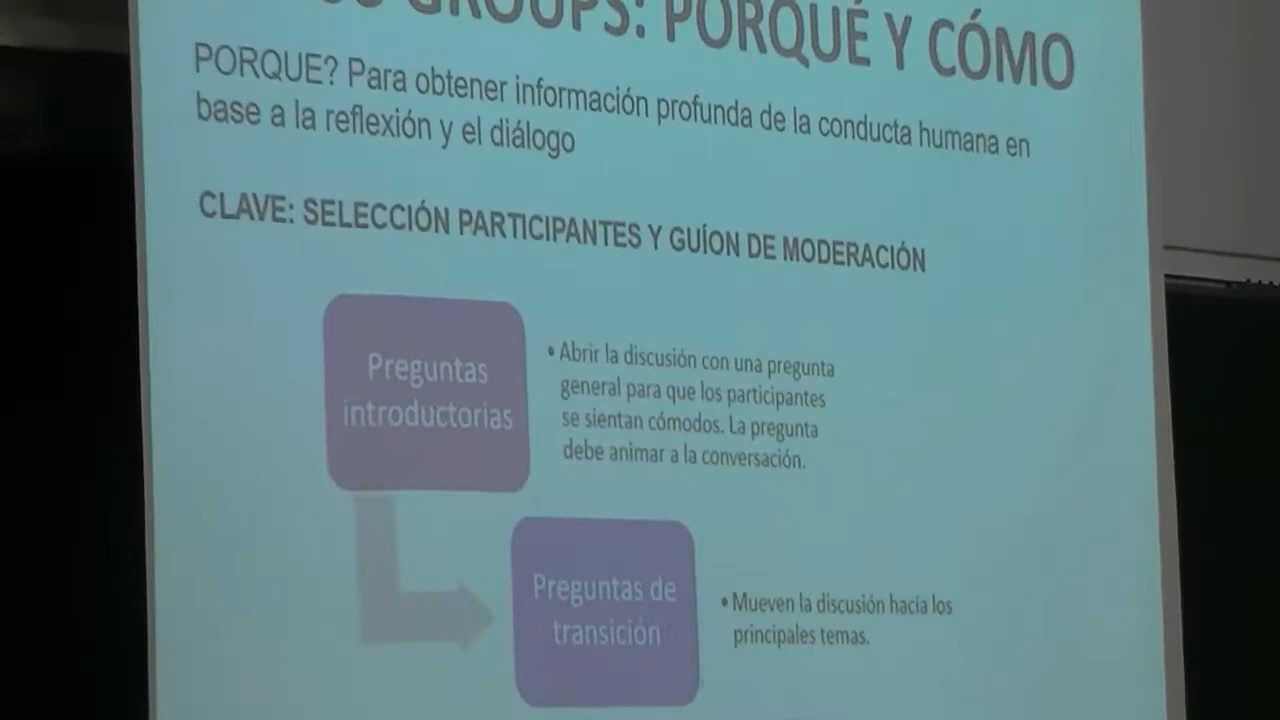 GROUPS: PORQUÉ Y CÓMO
PORQUE? Para obtener información profunda de la conducta humana en
base a la reflexión y el diálogo
CLAVE: SELECCIÓN PARTICIPANTES Y GUÍON DE MODERACIÓN
Preguntas
introductorias
• Abrir la discusión con una pregunta
general para que los participantes
se sientan cómodos. La pregunta
debe animar a la conversación.
Preguntas de
transición
• Mueven la discusión hacía los
principales temas.